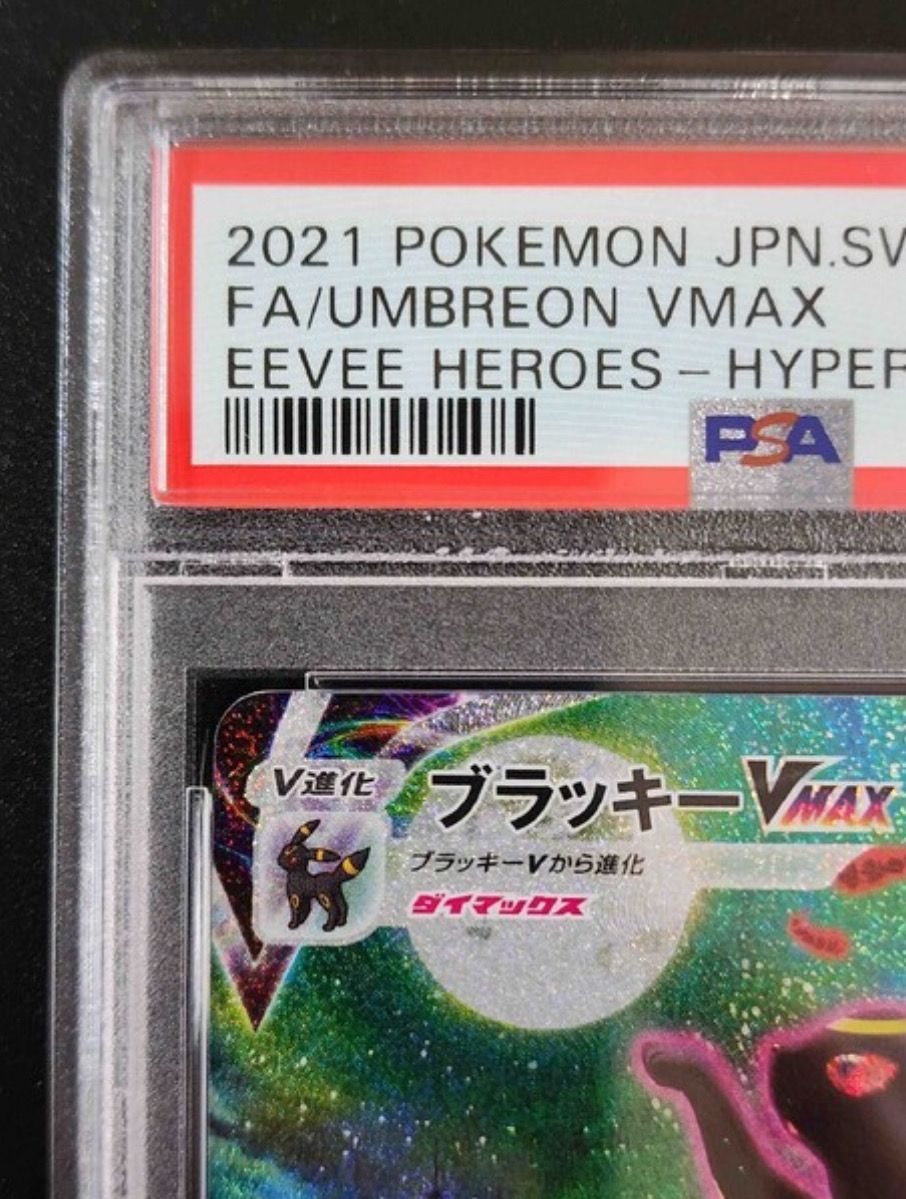 2021 POKEMON JPN.SW
FA/UMBREON VMAX
EEVEE HEROES – HYPER
PSA
V進化
ブラッキーVMAX
ブラッキーVから進化
ダイマックス